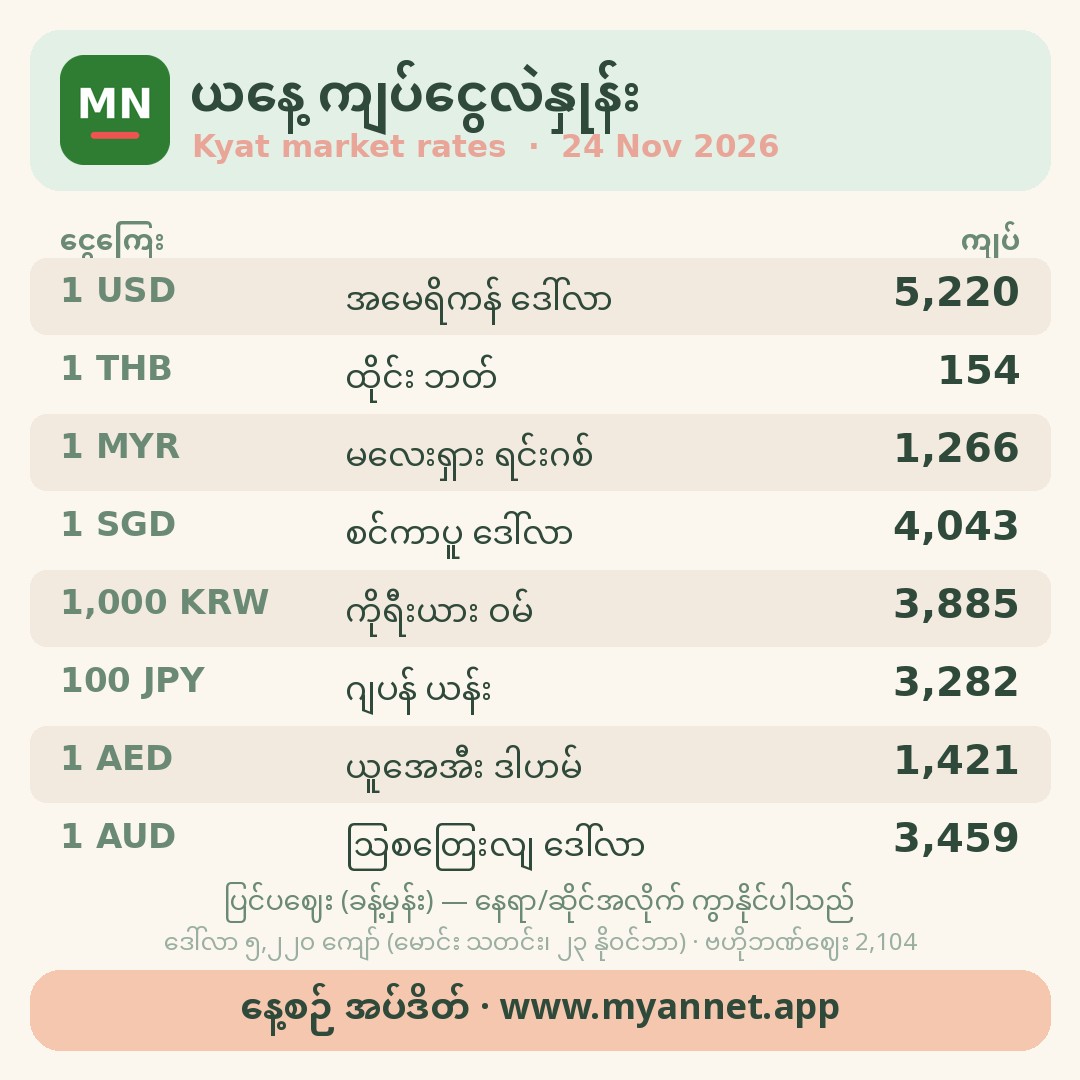 MN
ယနေ့ ကျပ်ငွေလဲနှုန်း
Kyat market rates · 24 Nov 2026
ငွေကြေး ကျပ်
1 USD အမေရိကန် ဒေါ်လာ 5,220
1 THB ထိုင်း ဘတ် 154
1 MYR မလေးရှား ရင်းဂစ် 1,266
1 SGD စင်ကာပူ ဒေါ်လာ 4,043
1,000 KRW ကိုရီးယား ဝမ် 3,885
100 JPY ဂျပန် ယန်း 3,282
1 AED ယူအေအီး ဒါဟမ် 1,421
1 AUD ဩစတြေးလျ ဒေါ်လာ 3,459
ပြင်ပဈေး (ခန့်မှန်း) — နေရာ/ဆိုင်အလိုက် ကွာနိုင်ပါသည်
ဒေါ်လာ ၅,၂၂၀ ကျော် (မောင်း သတင်း၊ ၂၃ နိုဝင်ဘာ) · ဗဟိုဘဏ်ဈေး 2,104
နေ့စဉ် အပ်ဒိတ် · www.myannet.app